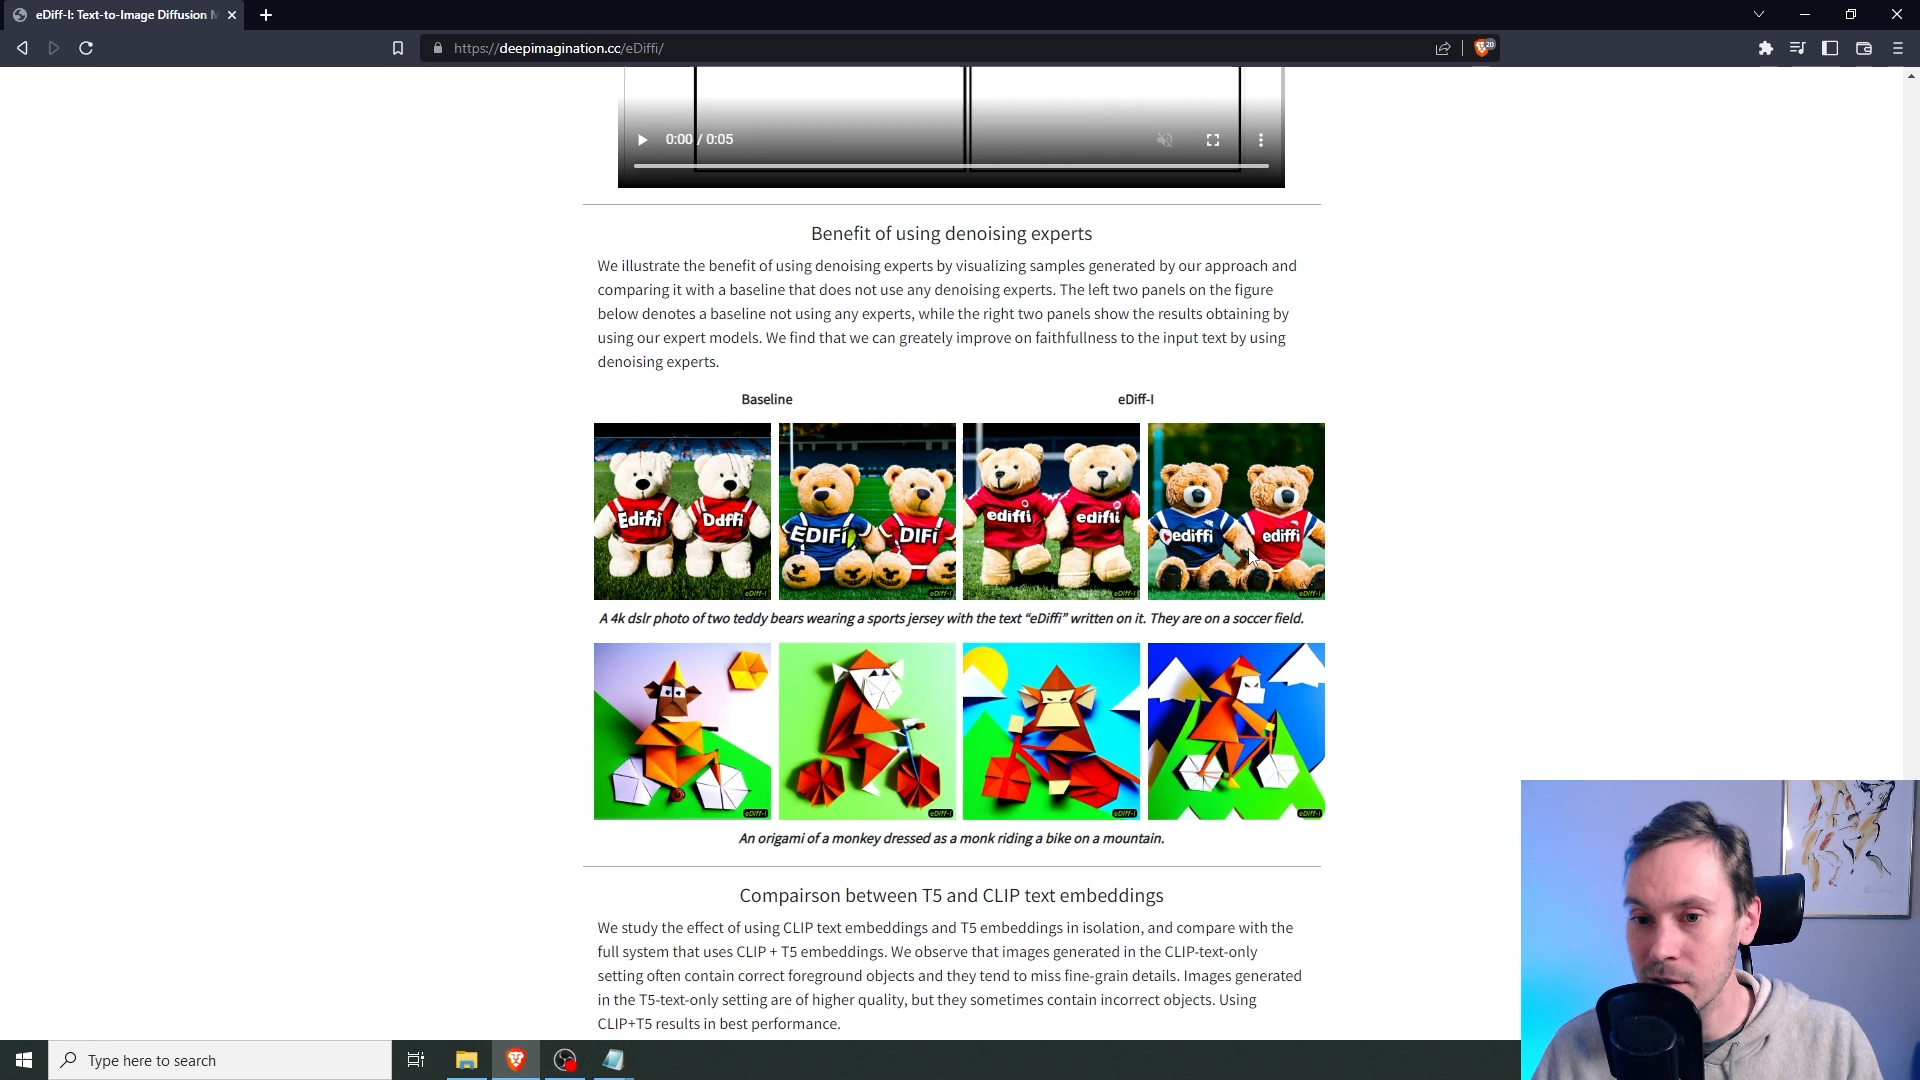 eDiff-I: Text-to-Image Diffusion M
https://deepimagination.cc/eDiffi/
20
0:00 / 0:05
Benefit of using denoising experts
We illustrate the benefit of using denoising experts by visualizing samples generated by our approach and
comparing it with a baseline that does not use any denoising experts. The left two panels on the figure
below denotes a baseline not using any experts, while the right two panels show the results obtaining by
using our expert models. We find that we can greately improve on faithfullness to the input text by using
denoising experts.
Baseline
eDiff-I
EDIFi
DIFi
ediffi
ediffi
eDiff-I
eDiff-I
eDiff-I
eDiff-I
A 4k dslr photo of two teddy bears wearing a sports jersey with the text “eDiffi” written on it. They are on a soccer field.
eDiff-I
eDiff-I
eDiff-I
eDiff-I
An origami of a monkey dressed as a monk riding a bike on a mountain.
Compairson between T5 and CLIP text embeddings
We study the effect of using CLIP text embeddings and T5 embeddings in isolation, and compare with the
full system that uses CLIP + T5 embeddings. We observe that images generated in the CLIP-text-only
setting often contain correct foreground objects and they tend to miss fine-grain details. Images generated
in the T5-text-only setting are of higher quality, but they sometimes contain incorrect objects. Using
CLIP+T5 results in best performance.
Type here to search